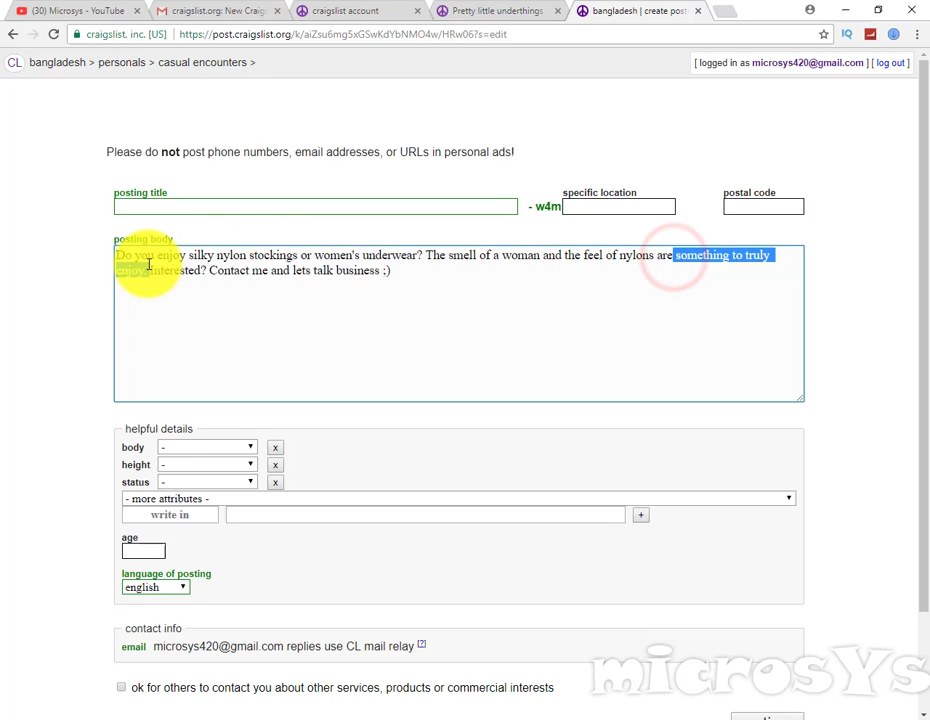 (30) Microsys - YouTube
craigslist.org: New Craig
craigslist account
Pretty little underthings
bangladesh | create post
craigslist, inc. [US]
https://post.craigslist.org/k/aiZsu6mg5xGSwKdYbNMO4w/HRw06?s=edit
IQ
CL bangladesh > personals > casual encounters >
[ logged in as microsys420@gmail.com ] [ log out ]
Please do not post phone numbers, email addresses, or URLs in personal ads!
posting title
specific location
postal code
- w4m
posting body
Do you enjoy silky nylon stockings or women's underwear? The smell of a woman and the feel of nylons are something to truly
enjoy. Interested? Contact me and lets talk business ;)
helpful details
body - x
height - x
status - x
- more attributes -
write in +
age
language of posting
english
contact info
email microsys420@gmail.com replies use CL mail relay [?]
ok for others to contact you about other services, products or commercial interests
microsys